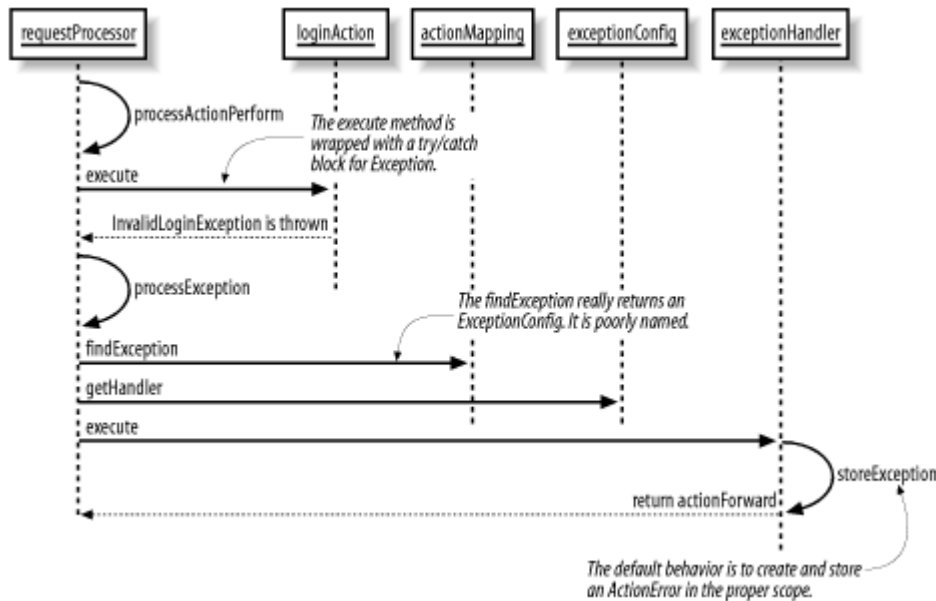 requestProcessor
loginAction
actionMapping
exceptionConfig
exceptionHandler
processActionPerform
The execute method is
wrapped with a try/catch
block for Exception.
execute
InvalidLoginException is thrown
processException
The findException really returns an
ExceptionConfig. It is poorly named.
findException
getHandler
execute
storeException
return actionForward
The default behavior is to create and store
an ActionError in the proper scope.